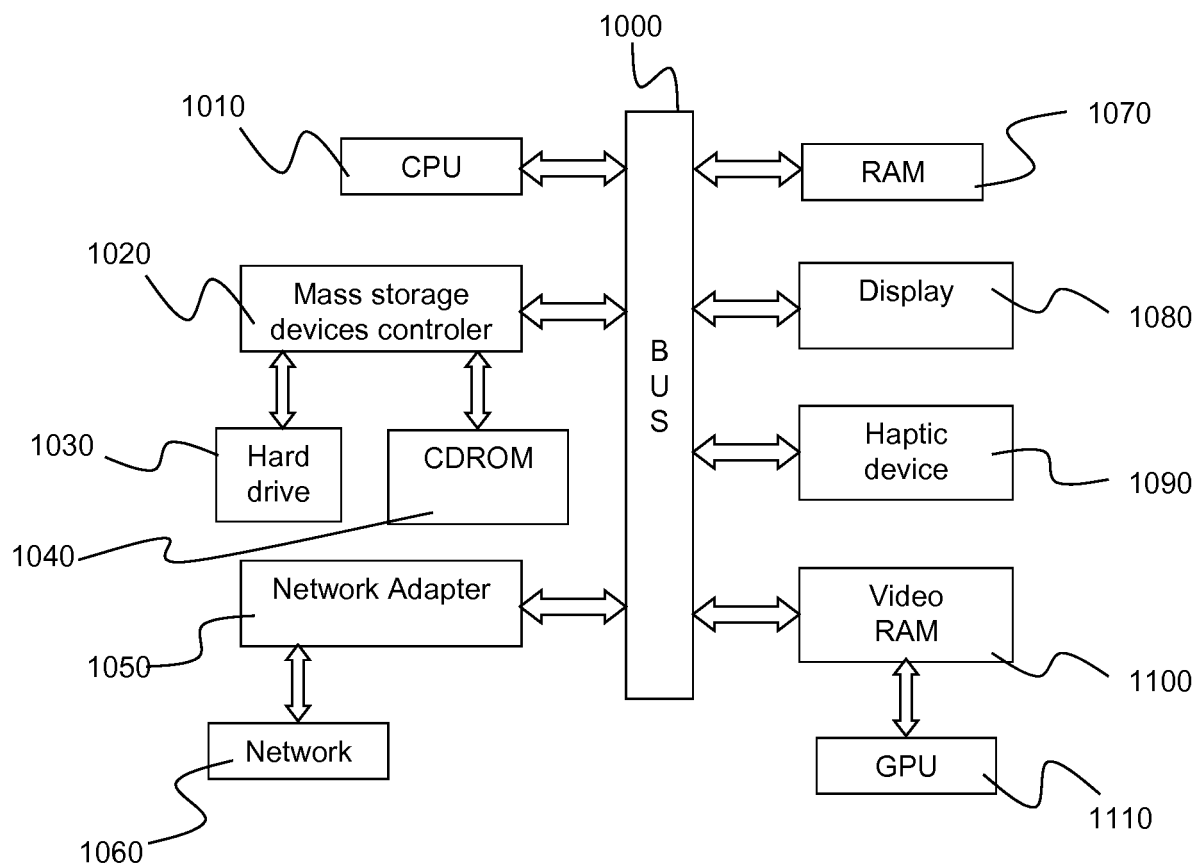 1000
1010
CPU
1070
RAM
1020
Mass storage
devices controler
B
U
S
Display
1080
1030
Hard
drive
CDROM
1040
Haptic
device
1090
Network Adapter
1050
Video
RAM
1100
Network
1060
GPU
1110